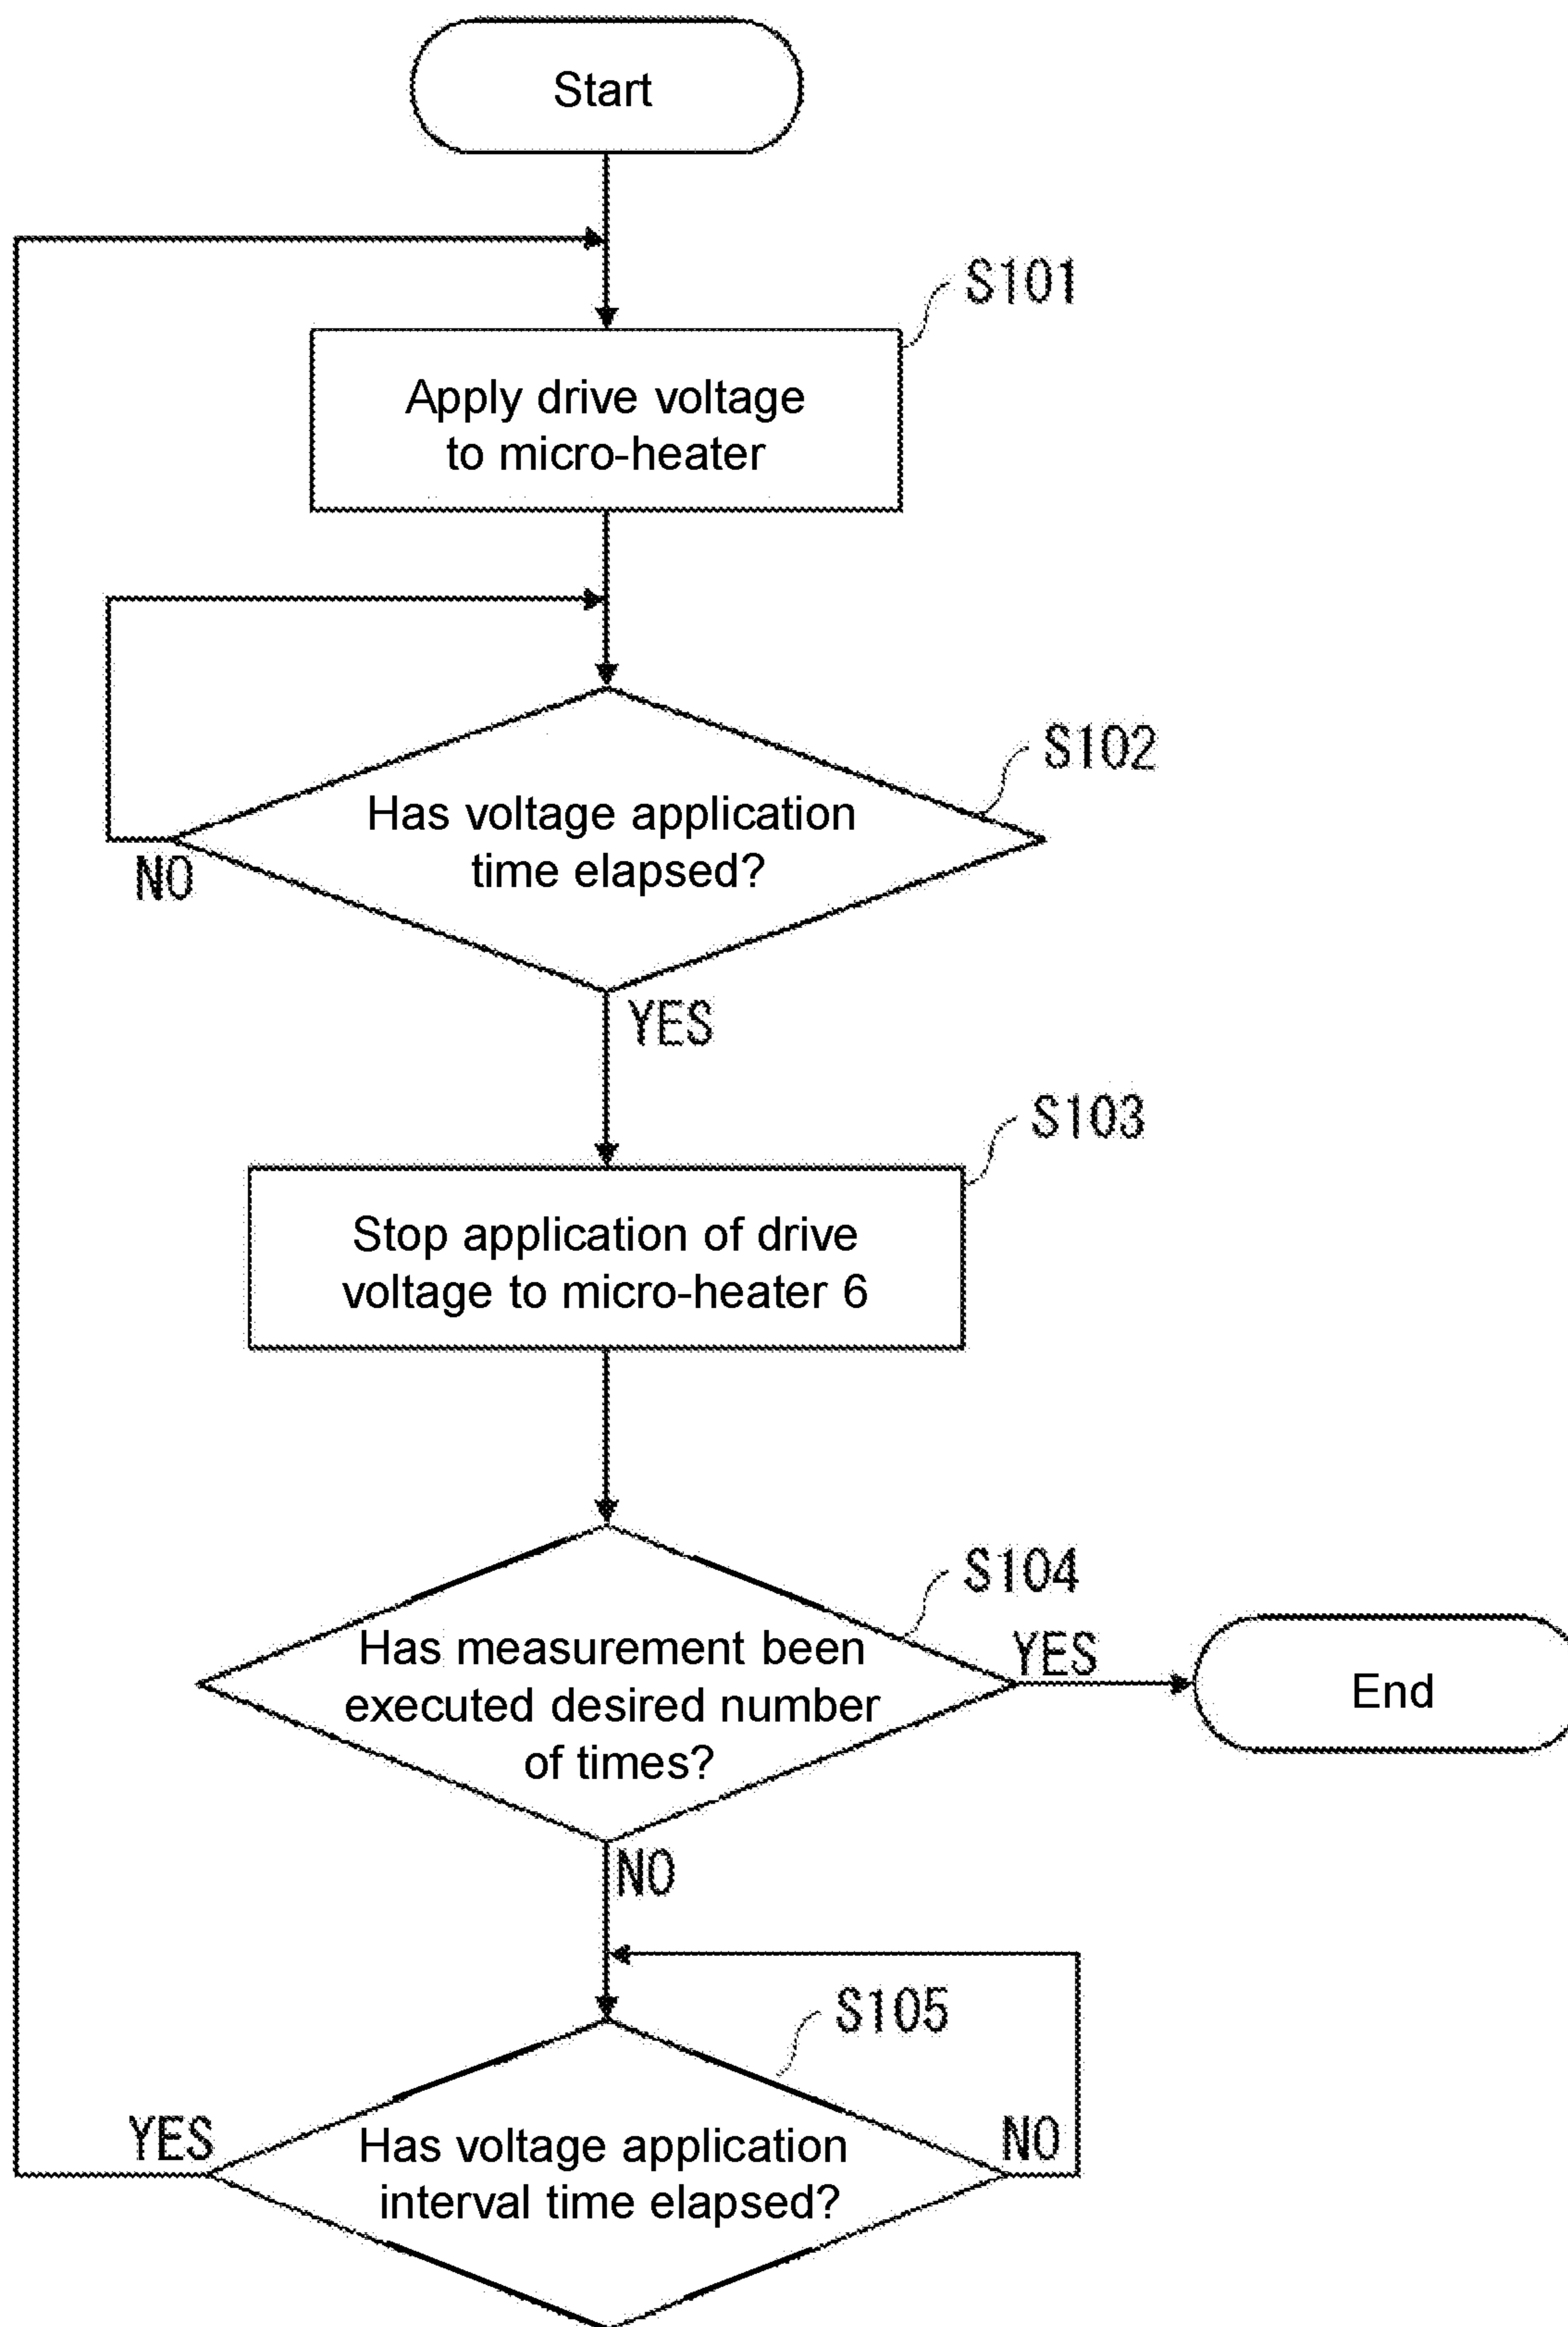 Start
S101
Apply drive voltage
to micro-heater
S102
Has voltage application
time elapsed?
NO
YES
S103
Stop application of drive
voltage to micro-heater 6
S104
Has measurement been
executed desired number
of times?
YES
End
NO
S105
YES
Has voltage application
interval time elapsed?
NO